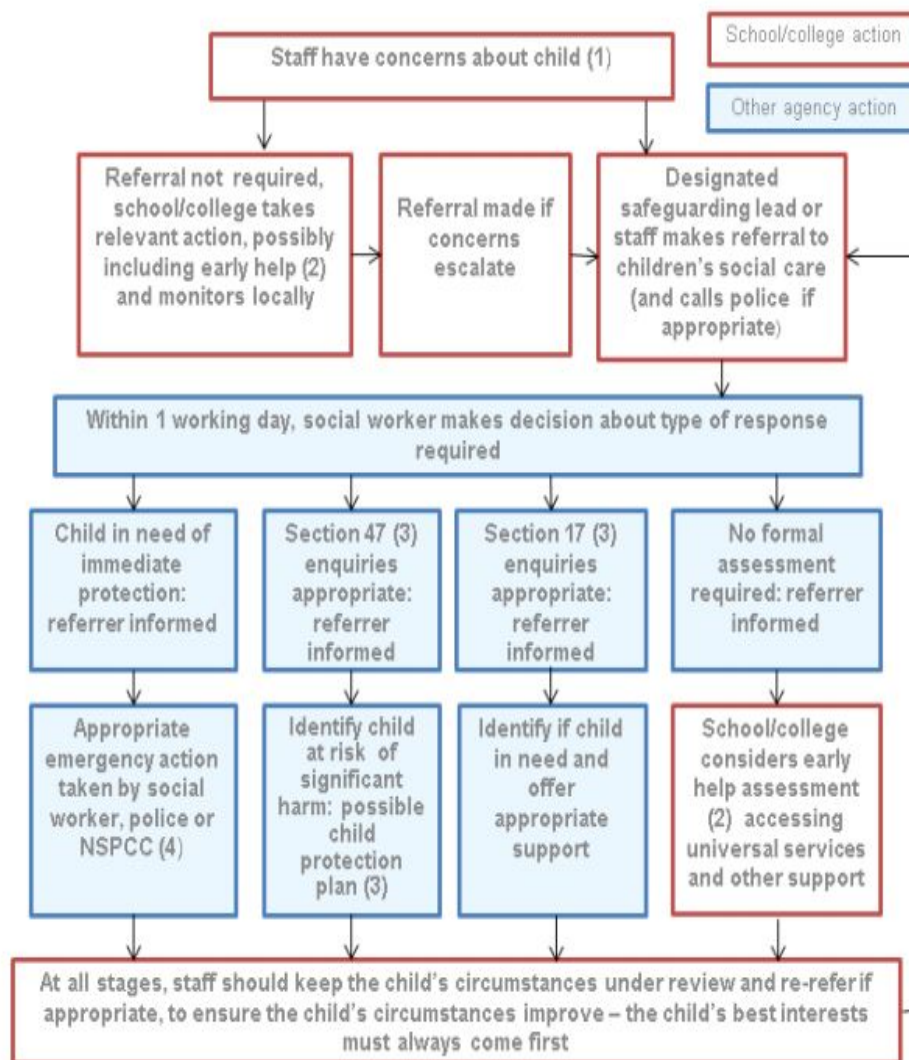 Staff have concerns about child (1)
School/college action
Other agency action
Referral not required,
school/college takes
relevant action, possibly
including early help (2)
and monitors locally
Referral made if
concerns
escalate
Designated
safeguarding lead or
staff makes referral to
children's social care
(and calls police if
appropriate)
Within 1 working day, social worker makes decision about type of response
required
Child in need of
immediate
protection:
referrer informed
Section 47 (3)
enquiries
appropriate:
referrer
informed
Section 17 (3)
enquiries
appropriate:
referrer
informed
No formal
assessment
required: referrer
informed
Appropriate
emergency action
taken by social
worker, police or
NSPCC (4)
Identify child
at risk of
significant
harm: possible
child
protection
plan (3)
Identify if child
in need and
offer
appropriate
support
School/college
considers early
help assessment
(2) accessing
universal services
and other support
At all stages, staff should keep the child's circumstances under review and re-refer if
appropriate, to ensure the child's circumstances improve – the child's best interests
must always come first